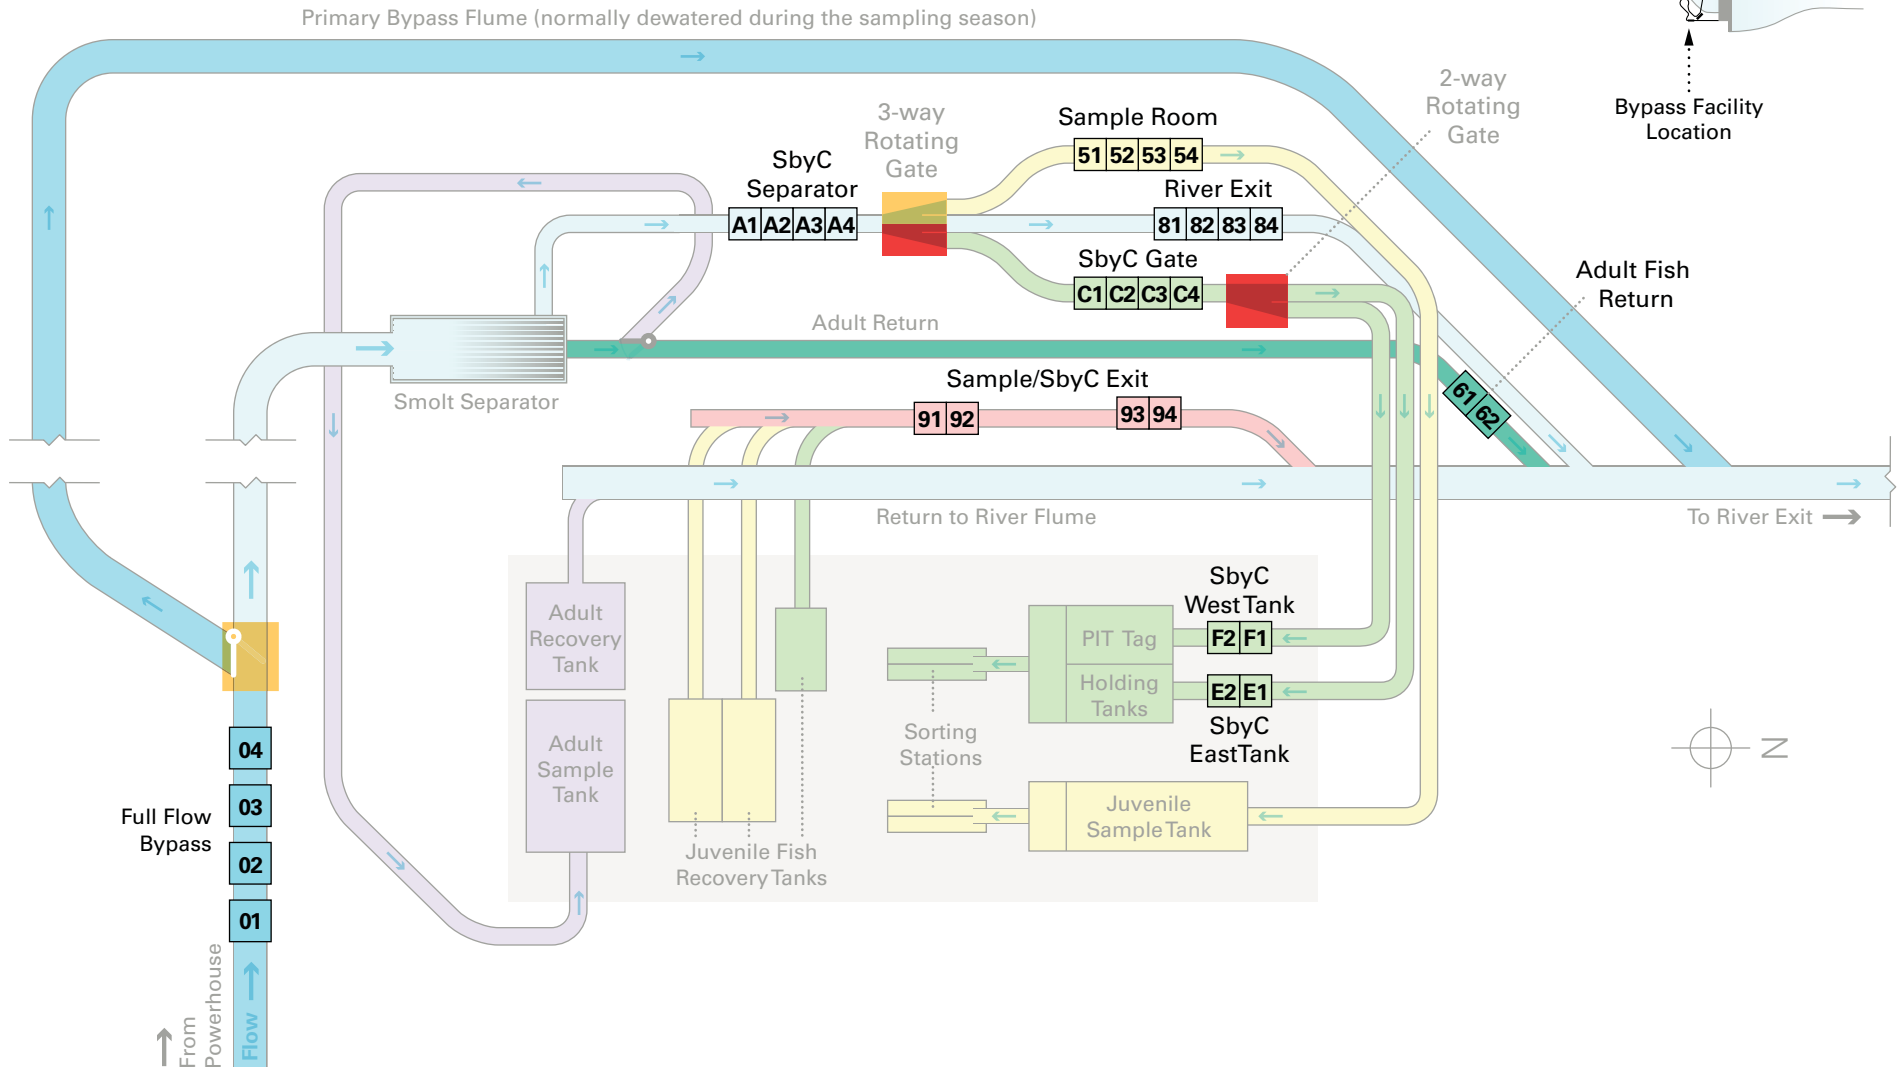 Primary Bypass Flume (normally dewatered during the sampling season)
Bypass Facility
Location
2-way
Rotating
Gate
3-way
Rotating
Gate
Sample Room
51 52 53 54
SbyC
Separator
A1 A2 A3 A4
River Exit
81 82 83 84
SbyC Gate
C1 C2 C3 C4
Adult Fish
Return
61 62
Adult Return
Smolt Separator
Sample/SbyC Exit
91 92
93 94
Return to River Flume
To River Exit
Adult
Recovery
Tank
Adult
Sample
Tank
Juvenile Fish
Recovery Tanks
Sorting
Stations
PIT Tag
Holding
Tanks
SbyC
West Tank
F2 F1
E2 E1
SbyC
East Tank
Juvenile
Sample Tank
N
04
03
02
01
Full Flow
Bypass
From
Powerhouse
Flow